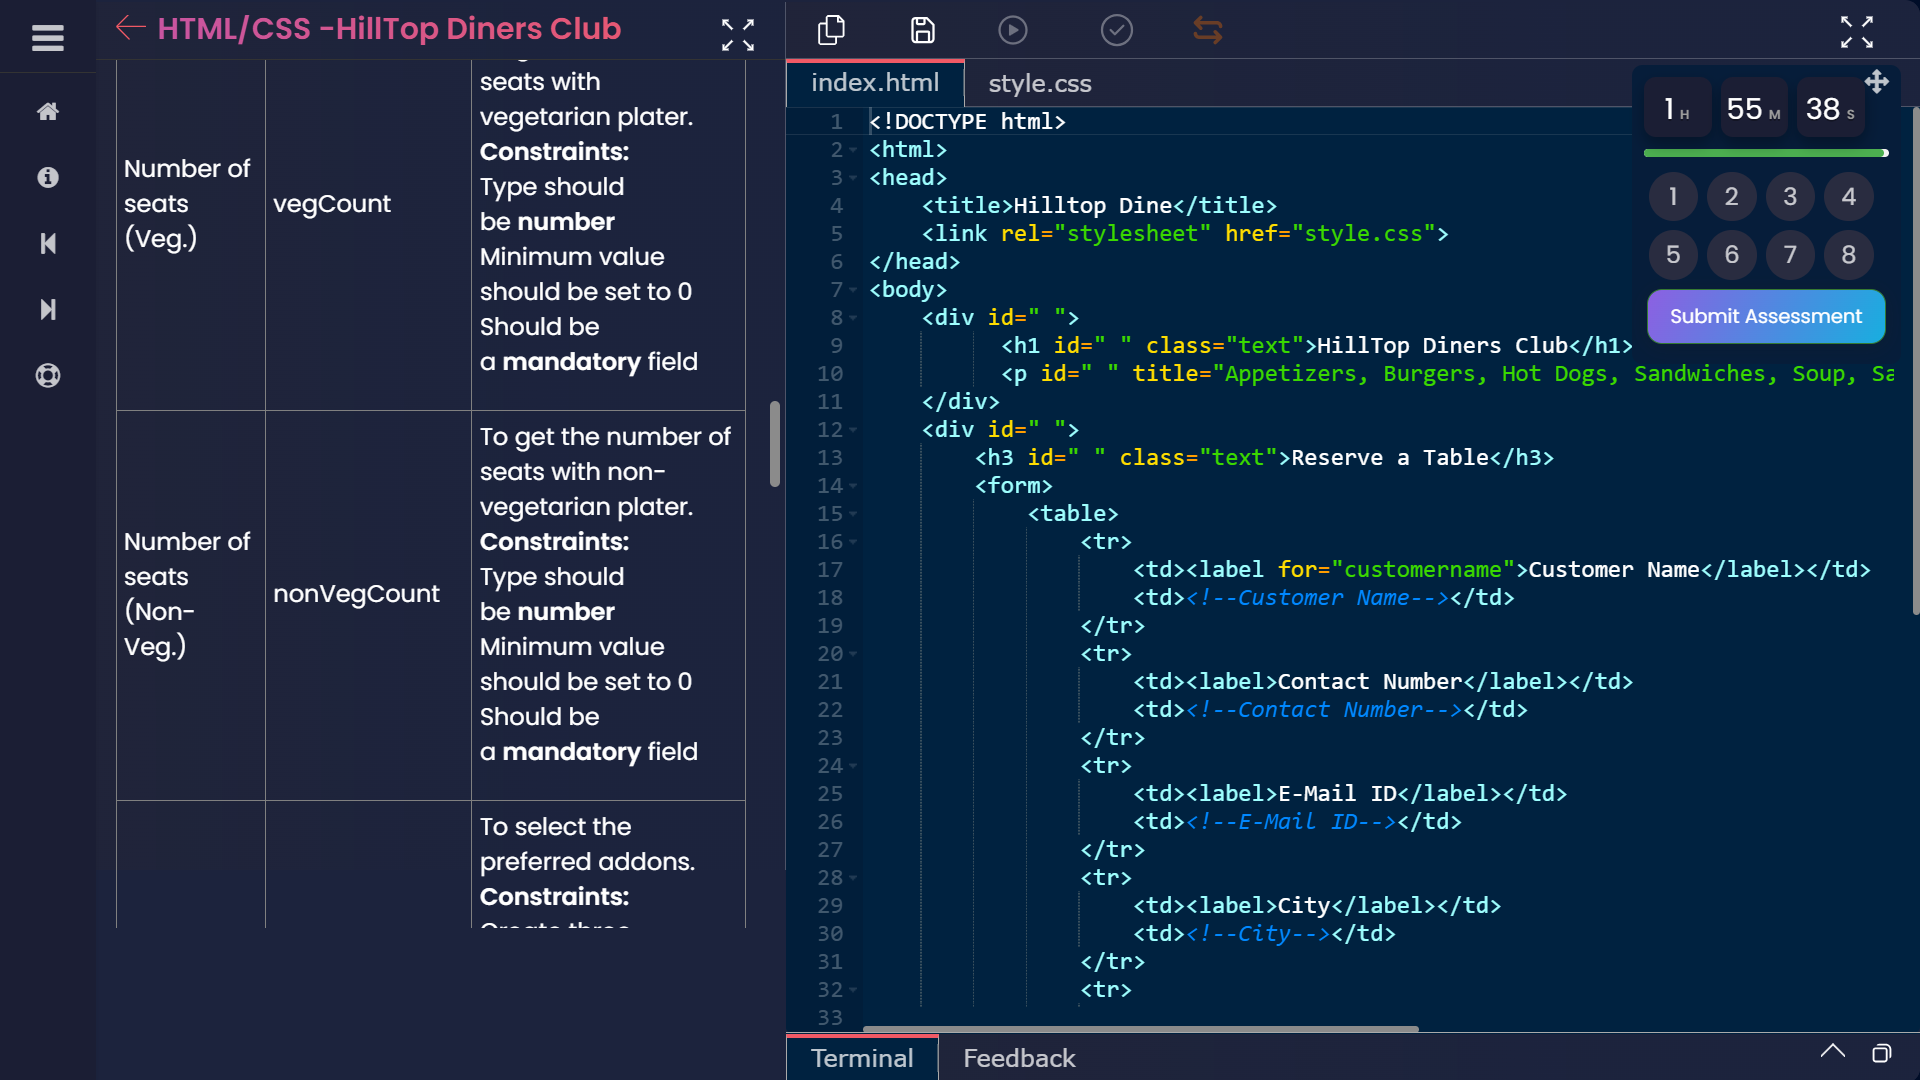 HTML/CSS -HillTop Diners Club
seats with
vegetarian plater.
Constraints:
Type should
be number
Minimum value
should be set to 0
Should be
a mandatory field
Number of
seats
(Veg.)
vegCount
To get the number of
seats with non-
vegetarian plater.
Constraints:
Type should
be number
Minimum value
should be set to 0
Should be
a mandatory field
Number of
seats
(Non-
Veg.)
nonVegCount
To select the
preferred addons.
Constraints:
index.html
style.css
1 <!DOCTYPE html>
2 <html>
3 <head>
4 <title>Hilltop Dine</title>
5 <link rel="stylesheet" href="style.css">
6 </head>
7 <body>
8 <div id=" ">
9 <h1 id=" " class="text">HillTop Diners Club</h1>
10 <p id=" " title="Appetizers, Burgers, Hot Dogs, Sandwiches, Soup, Sa
11 </div>
12 <div id=" ">
13 <h3 id=" " class="text">Reserve a Table</h3>
14 <form>
15 <table>
16 <tr>
17 <td><label for="customername">Customer Name</label></td>
18 <td><!--Customer Name--></td>
19 </tr>
20 <tr>
21 <td><label>Contact Number</label></td>
22 <td><!--Contact Number--></td>
23 </tr>
24 <tr>
25 <td><label>E-Mail ID</label></td>
26 <td><!--E-Mail ID--></td>
27 </tr>
28 <tr>
29 <td><label>City</label></td>
30 <td><!--City--></td>
31 </tr>
32 <tr>
33
1 H 55 M 38 S
1 2 3 4
5 6 7 8
Submit Assessment
Terminal
Feedback